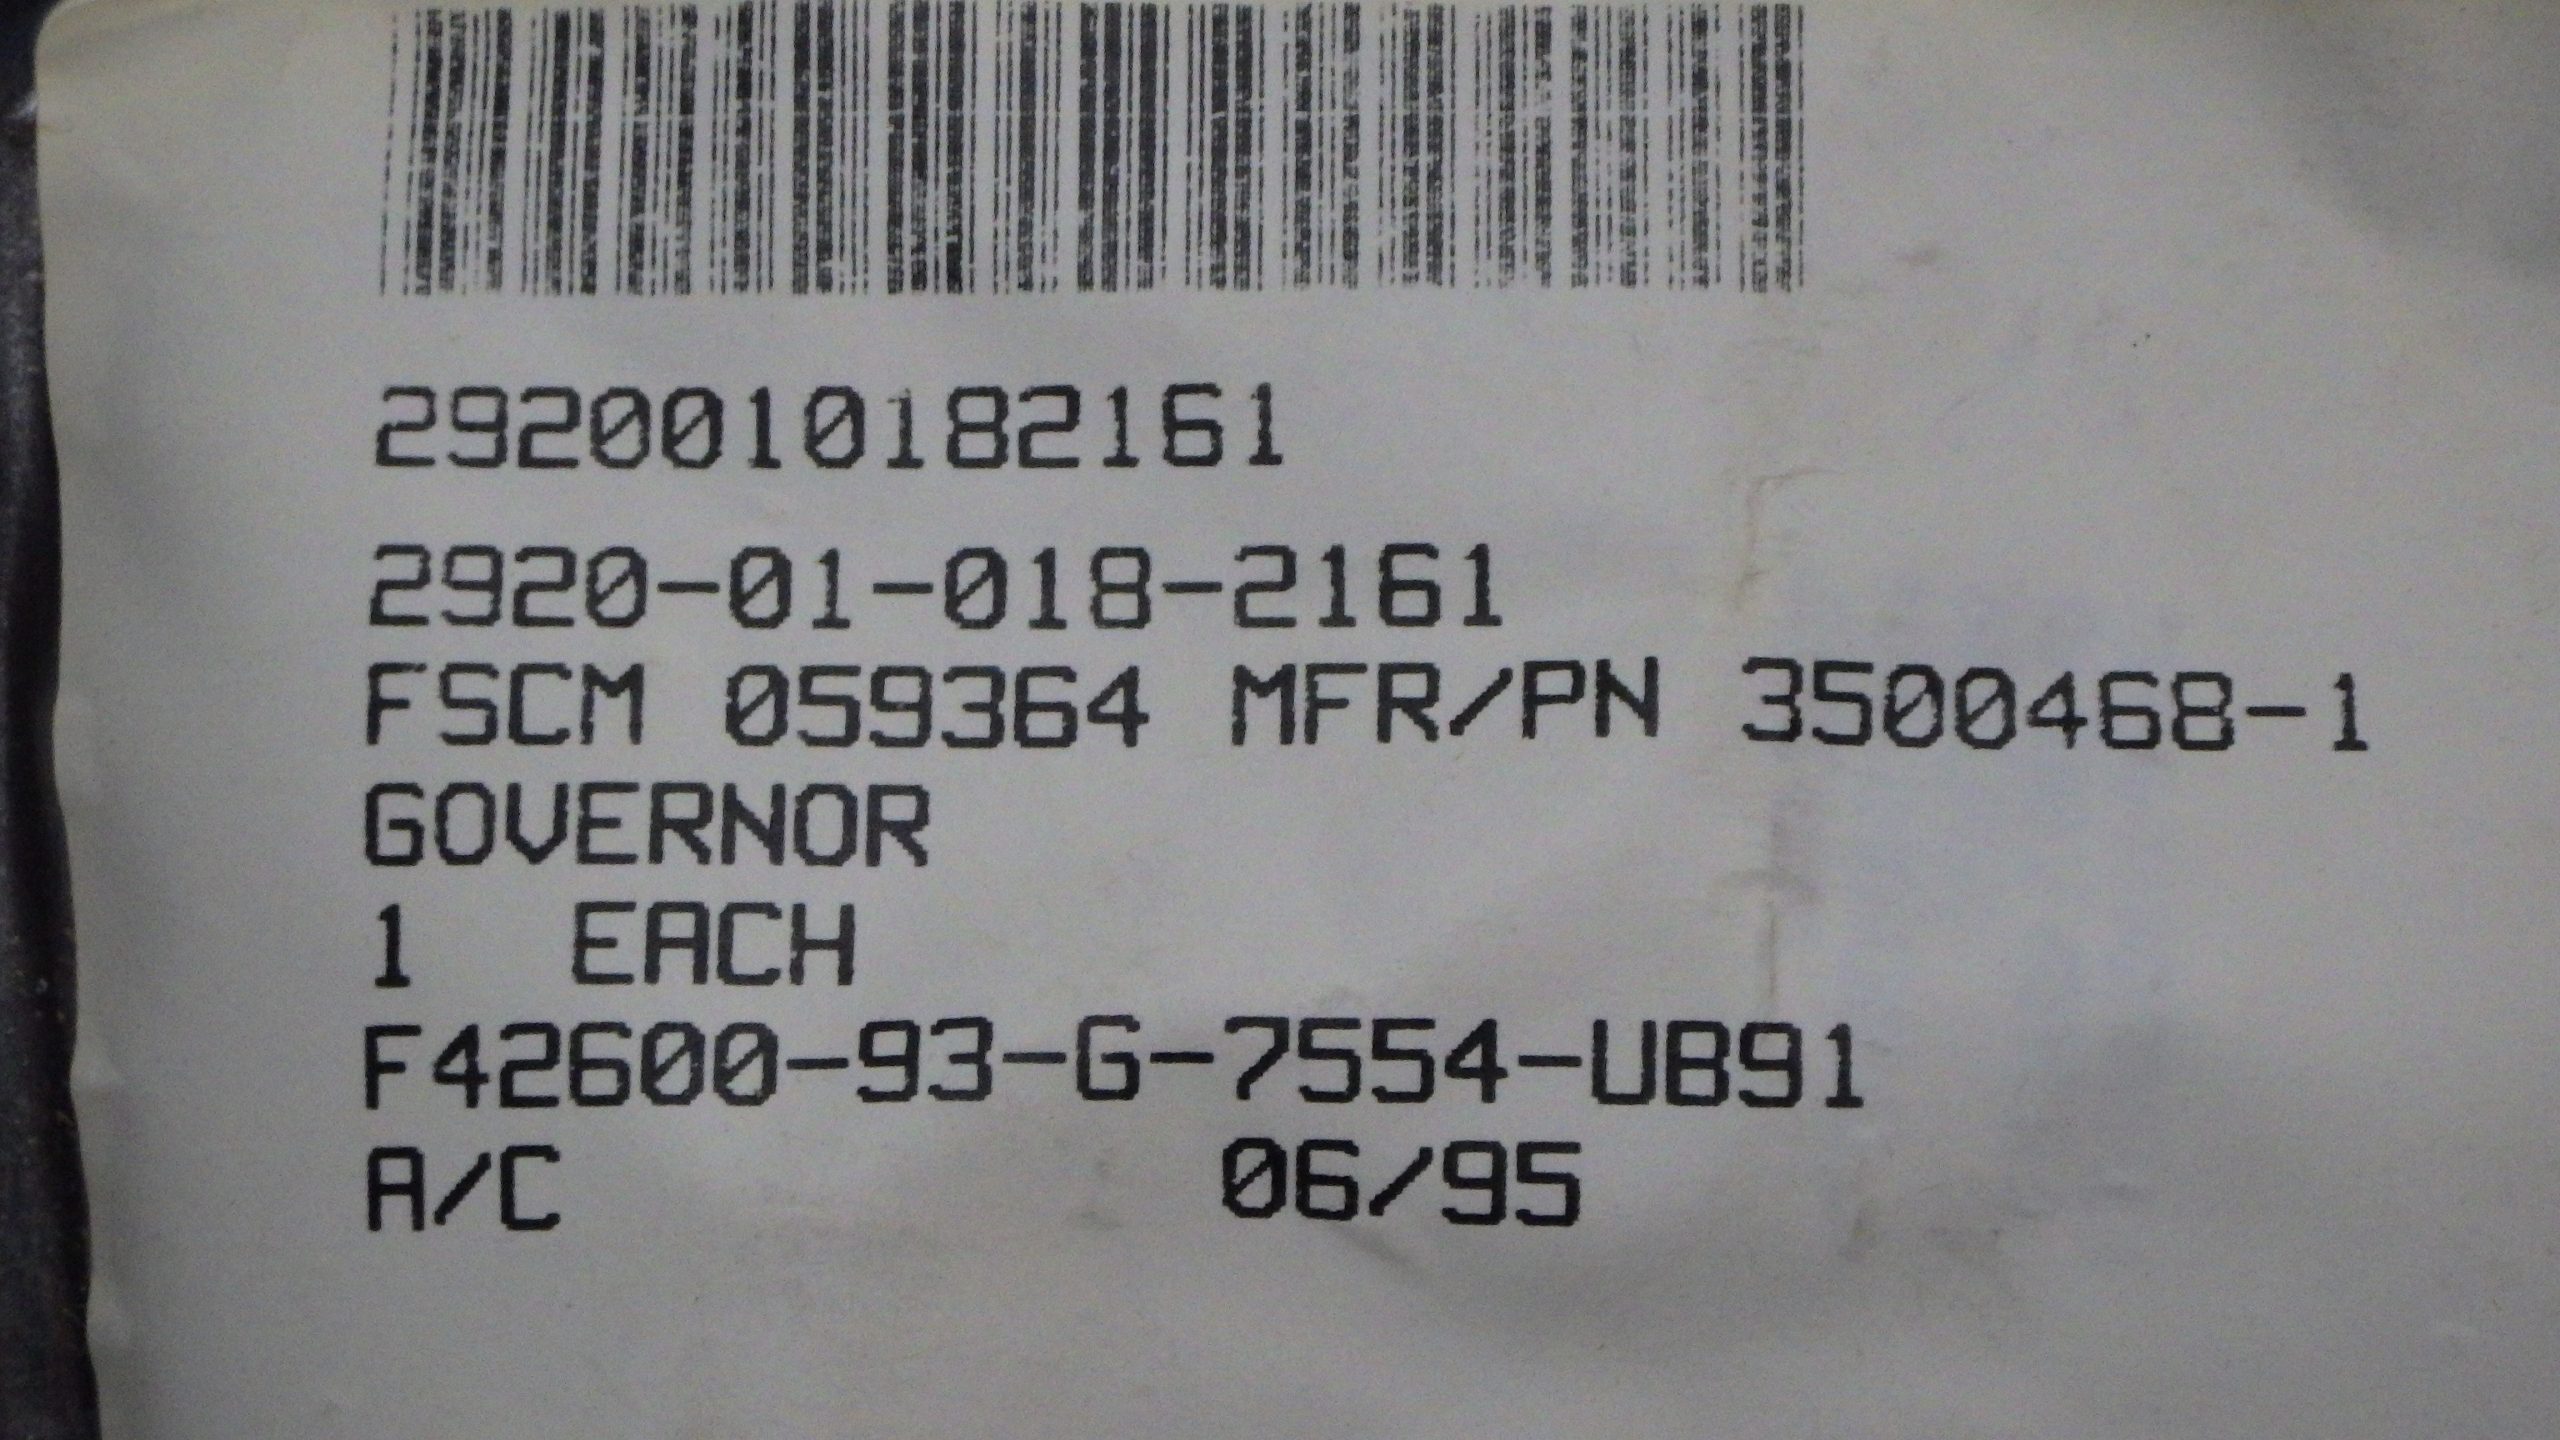 2920010182161
2920-01-018-2161
FSCM 059364 MFR/PN 3500468-1
GOVERNOR
1 EACH
F42600-93-G-7554-UB91
A/C 06/95